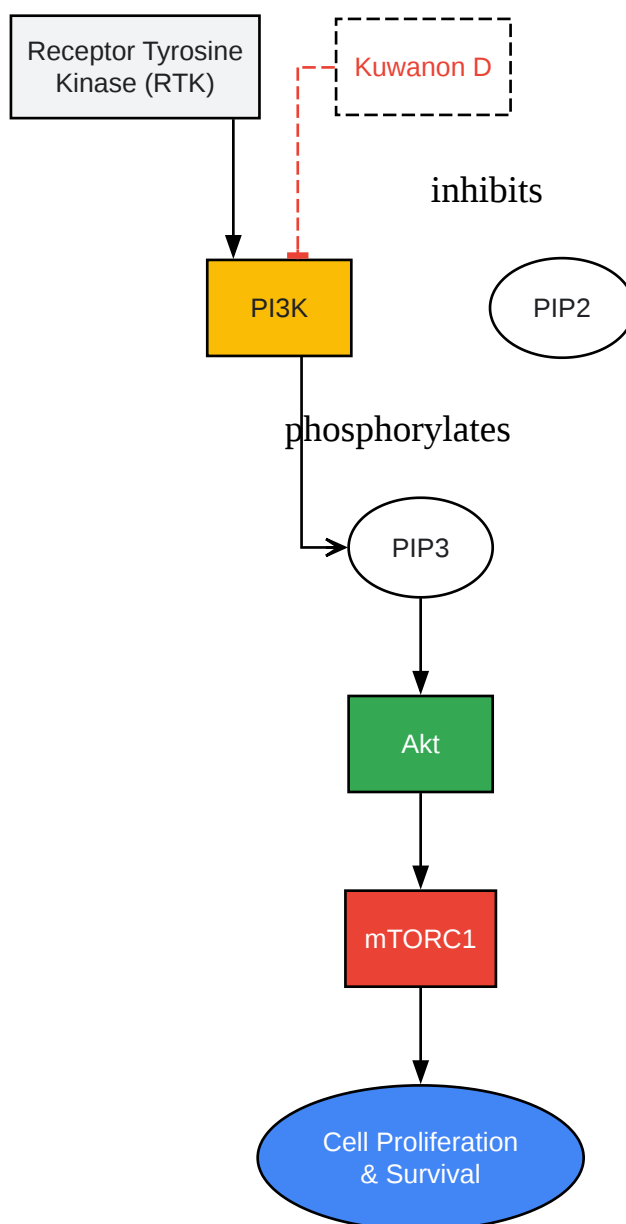 Receptor Tyrosine
Kinase (RTK)
Kuwanon D
inhibits
PI3K
PIP2
phosphorylates
PIP3
Akt
mTORC1
Cell Proliferation
& Survival